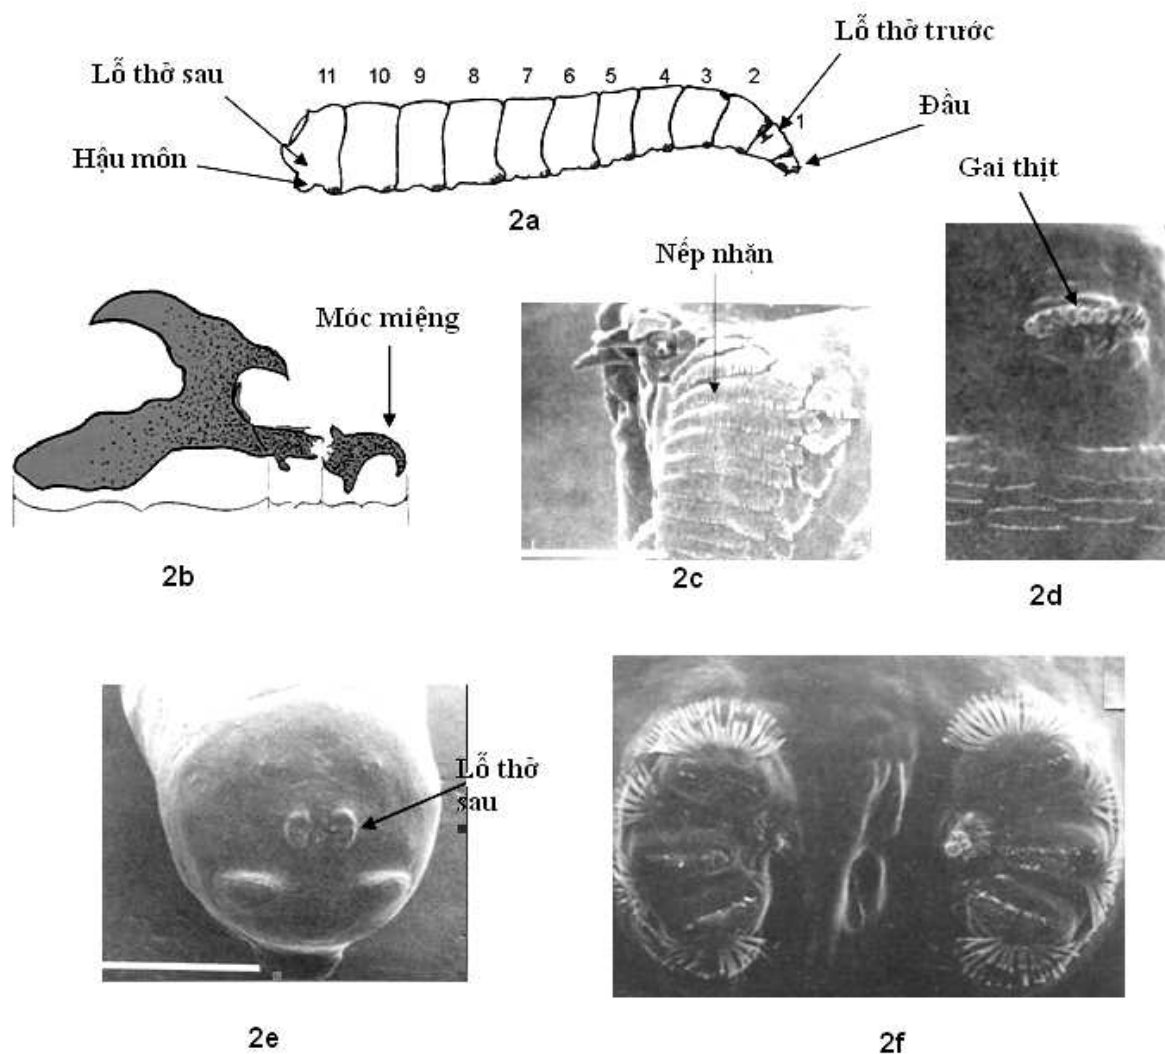 Lỗ thở trước
Lỗ thở sau
11 10 9 8 7 6 5 4 3 2
1
Đầu
Hậu môn
2a
Gai thịt
Nếp nhăn
Móc miệng
2b
2c
2d
Lỗ thở
sau
2e
2f